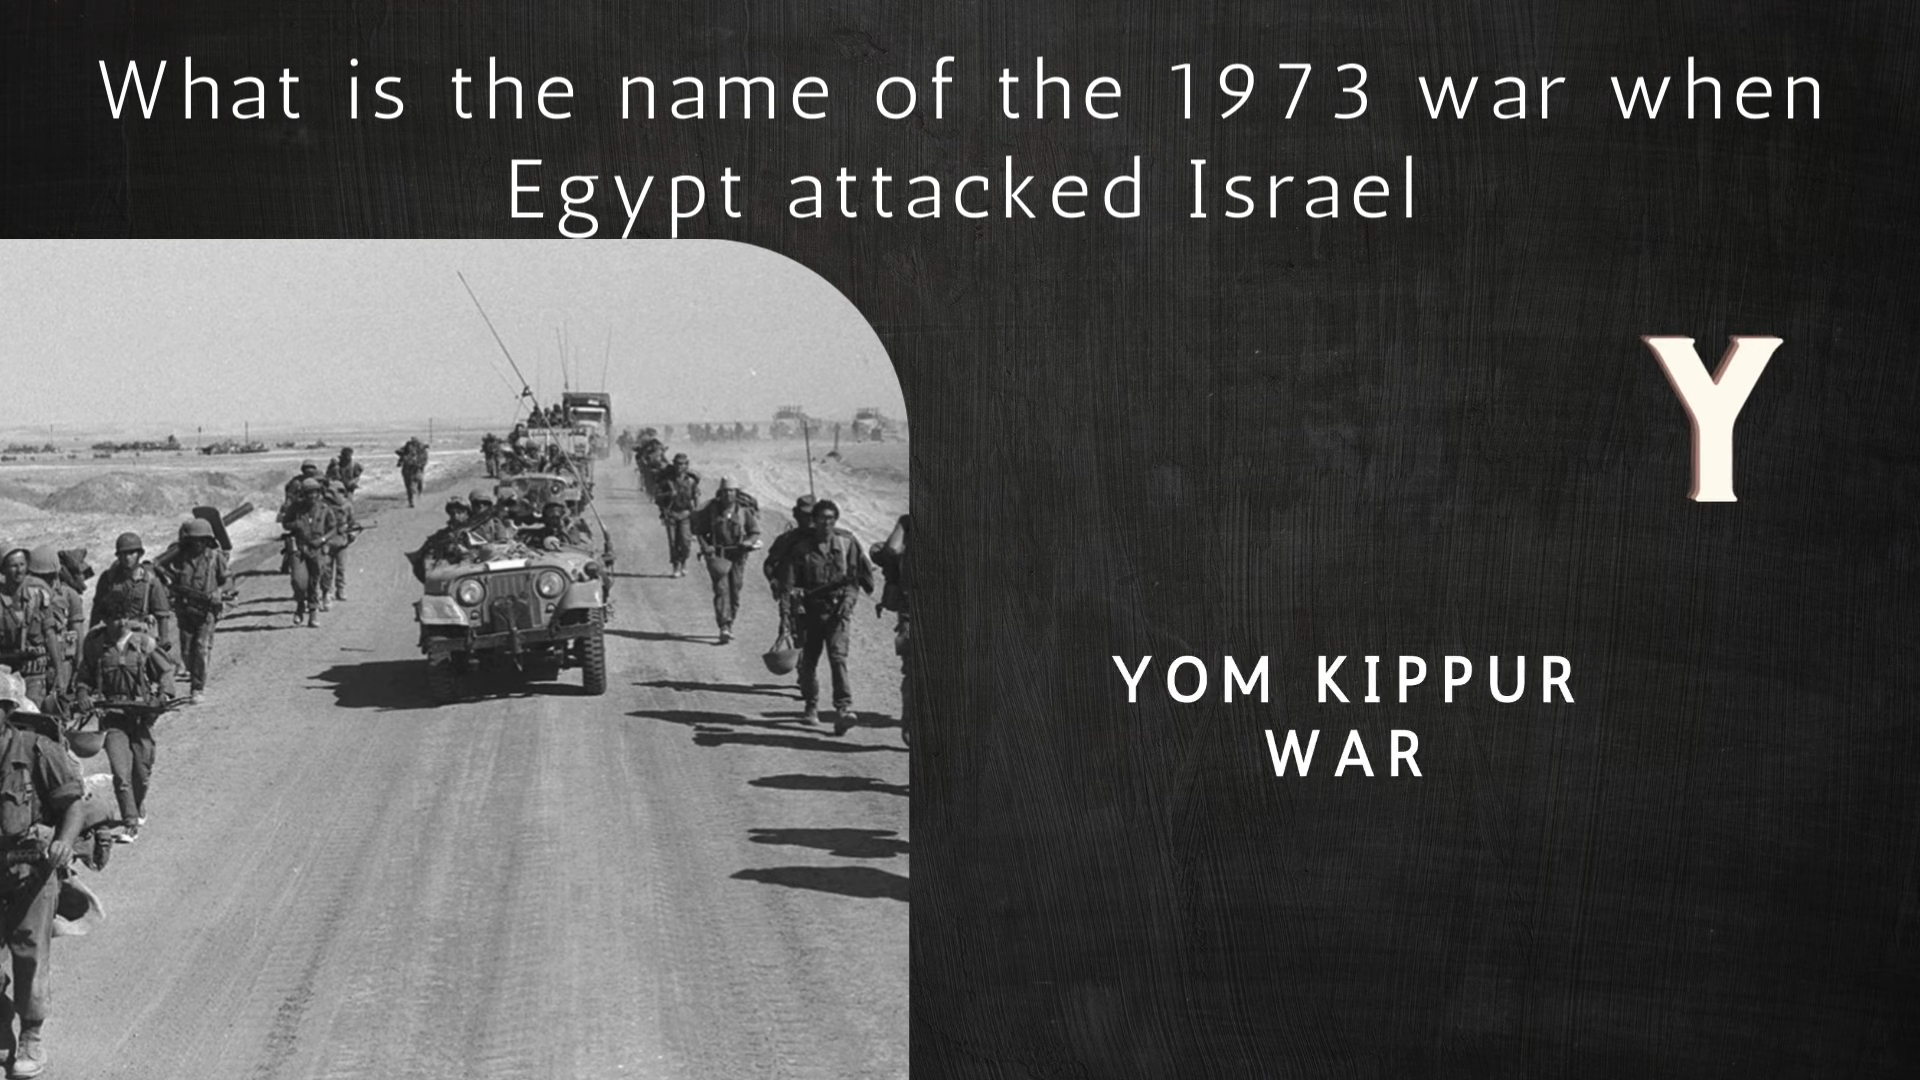 What is the name of the 1973 war when
Egypt attacked Israel
Y
YOM KIPPUR
WAR